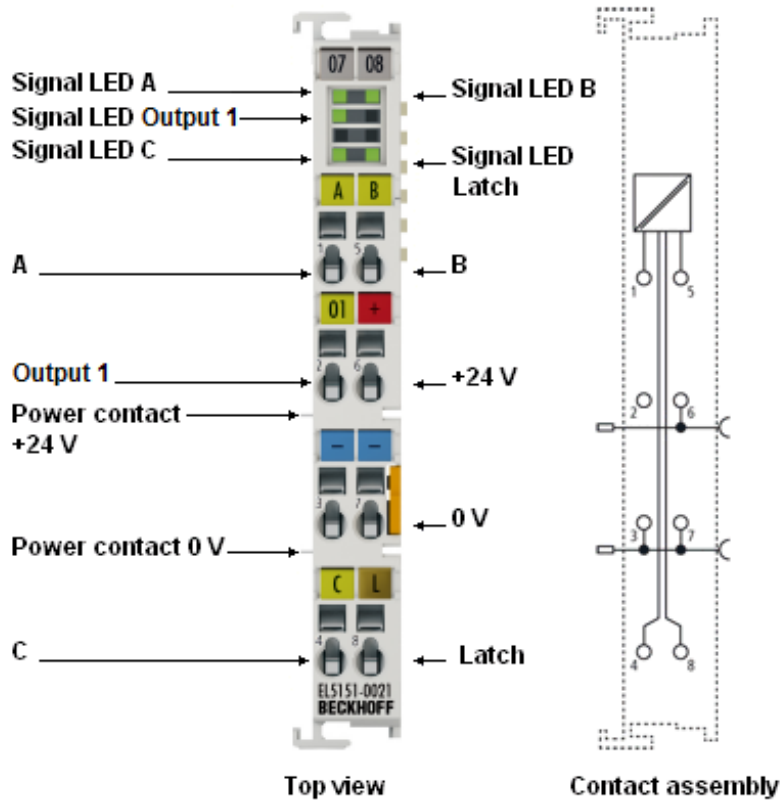 07 08
Signal LED A
Signal LED B
Signal LED Output 1
Signal LED C
Signal LED
Latch
A B
1 5
A
B
1 5
01 +
2 6
Output 1
+24 V
2 6
Power contact
+24 V
- -
3 7
0 V
3 7
Power contact 0 V
C L
4 8
C
Latch
4 8
EL5151-0021
BECKHOFF
Top view
Contact assembly